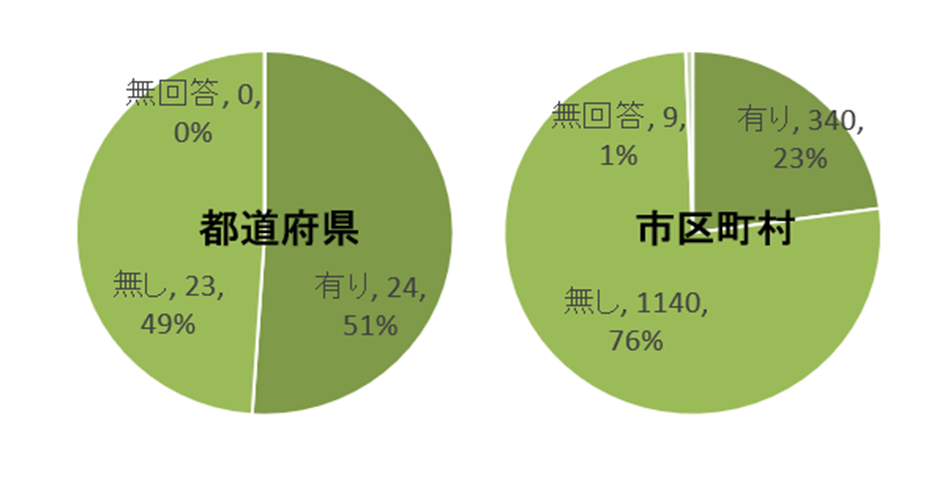 無回答, 0,
0%
都道府県
無し, 23,
49%
有り, 24,
51%
無回答, 9,
1%
有り, 340,
23%
市区町村
無し, 1140,
76%